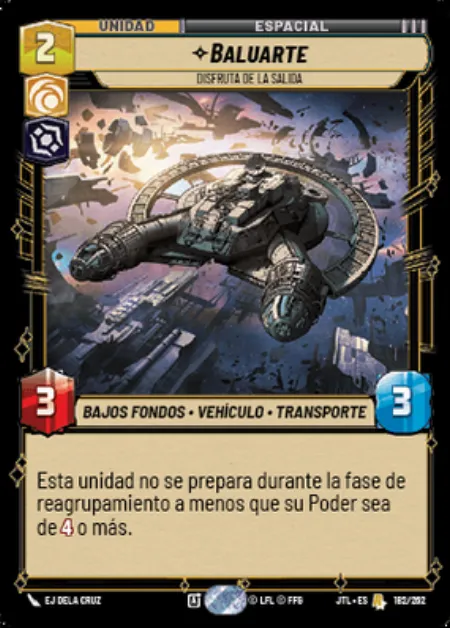 UNIDAD
ESPACIAL
2
BALUARTE
DISFRUTA DE LA SALIDA
3
BAJOS FONDOS • VEHÍCULO • TRANSPORTE
3
Esta unidad no se prepara durante la fase de
reagrupamiento a menos que su Poder sea
de 4 o más.
EJ DELA CRUZ
© LFL © FFG
JTL • ES
182/262